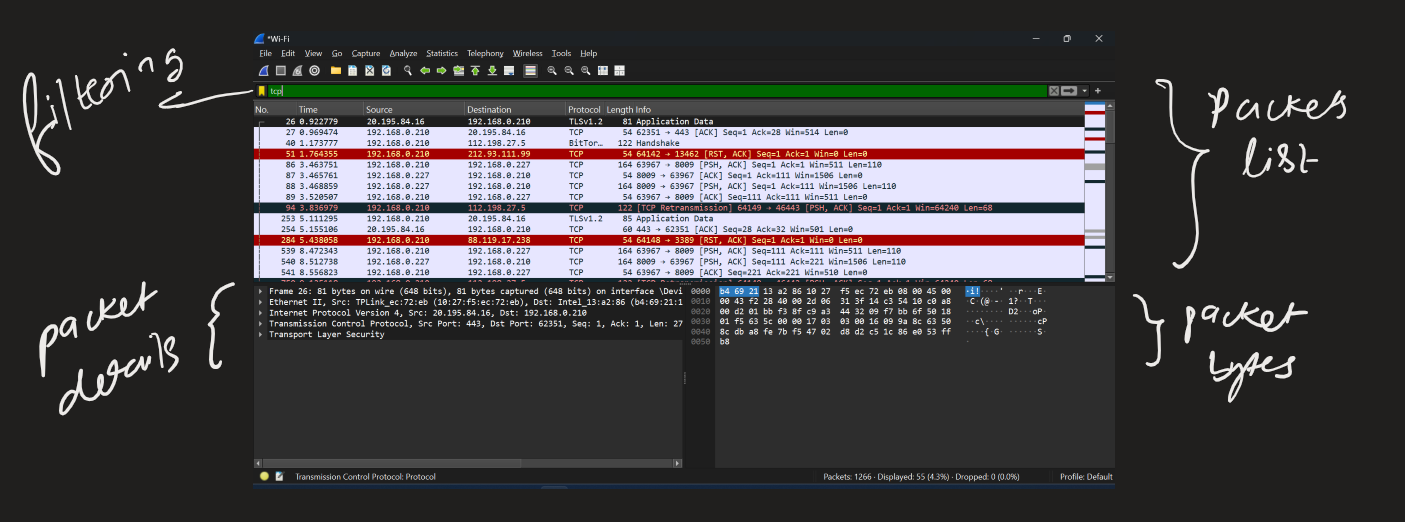 filtering
*Wi-Fi
File Edit View Go Capture Analyze Statistics Telephony Wireless Tools Help
tcp
No. Time Source Destination Protocol Length Info
26 0.922779 20.195.84.16 192.168.0.210 TLSv1.2 81 Application Data
27 0.969474 192.168.0.210 20.195.84.16 TCP 54 62351 → 443 [ACK] Seq=1 Ack=28 Win=514 Len=0
40 1.173777 192.168.0.210 112.198.27.5 BitTor… 122 Handshake
51 1.764355 192.168.0.210 212.93.111.99 TCP 54 64142 → 13462 [RST, ACK] Seq=1 Ack=1 Win=0 Len=0
86 3.463751 192.168.0.210 192.168.0.227 TCP 164 63967 → 8009 [PSH, ACK] Seq=1 Ack=1 Win=511 Len=110
87 3.465761 192.168.0.227 192.168.0.210 TCP 54 8009 → 63967 [ACK] Seq=1 Ack=111 Win=1506 Len=0
88 3.468859 192.168.0.227 192.168.0.210 TCP 164 8009 → 63967 [PSH, ACK] Seq=1 Ack=111 Win=1506 Len=110
89 3.520507 192.168.0.210 192.168.0.227 TCP 54 63967 → 8009 [ACK] Seq=111 Ack=111 Win=511 Len=0
94 3.836979 192.168.0.210 112.198.27.5 TCP 122 [TCP Retransmission] 64149 → 46443 [PSH, ACK] Seq=1 Ack=1 Win=64240 Len=68
253 5.111295 192.168.0.210 20.195.84.16 TLSv1.2 85 Application Data
254 5.155106 20.195.84.16 192.168.0.210 TCP 60 443 → 62351 [ACK] Seq=28 Ack=32 Win=501 Len=0
284 5.438058 192.168.0.210 88.119.17.238 TCP 54 64148 → 3389 [RST, ACK] Seq=1 Ack=1 Win=0 Len=0
539 8.472343 192.168.0.210 192.168.0.227 TCP 164 63967 → 8009 [PSH, ACK] Seq=111 Ack=111 Win=511 Len=110
540 8.512738 192.168.0.227 192.168.0.210 TCP 164 8009 → 63967 [PSH, ACK] Seq=111 Ack=221 Win=1506 Len=110
541 8.556823 192.168.0.210 192.168.0.227 TCP 54 63967 → 8009 [ACK] Seq=221 Ack=221 Win=510 Len=0
Packets
list
packet
details
Frame 26: 81 bytes on wire (648 bits), 81 bytes captured (648 bits) on interface \Devi
Ethernet II, Src: TPLink_ec:72:eb (10:27:f5:ec:72:eb), Dst: Intel_13:a2:86 (b4:69:21:1
Internet Protocol Version 4, Src: 20.195.84.16, Dst: 192.168.0.210
Transmission Control Protocol, Src Port: 443, Dst Port: 62351, Seq: 1, Ack: 1, Len: 27
Transport Layer Security
0000 b4 69 21 13 a2 86 10 27 f5 ec 72 eb 08 00 45 00 ·i!····' ··r···E·
0010 00 43 f2 28 40 00 2d 06 31 3f 14 c3 54 10 c0 a8 ·C·(@·-· 1?··T···
0020 00 d2 01 bb f3 8f c9 a3 44 32 09 f7 bb 6f 50 18 ········ D2···oP·
0030 01 f5 63 5c 00 00 17 03 03 00 16 09 9a 8c 63 50 ··c\···· ······cP
0040 8c db a8 fe 7b f5 47 02 d8 d2 c5 1c 86 e0 53 ff ····{·G· ······S·
0050 b8 ·
packet
bytes
Transmission Control Protocol: Protocol
Packets: 1266 · Displayed: 55 (4.3%) · Dropped: 0 (0.0%)
Profile: Default